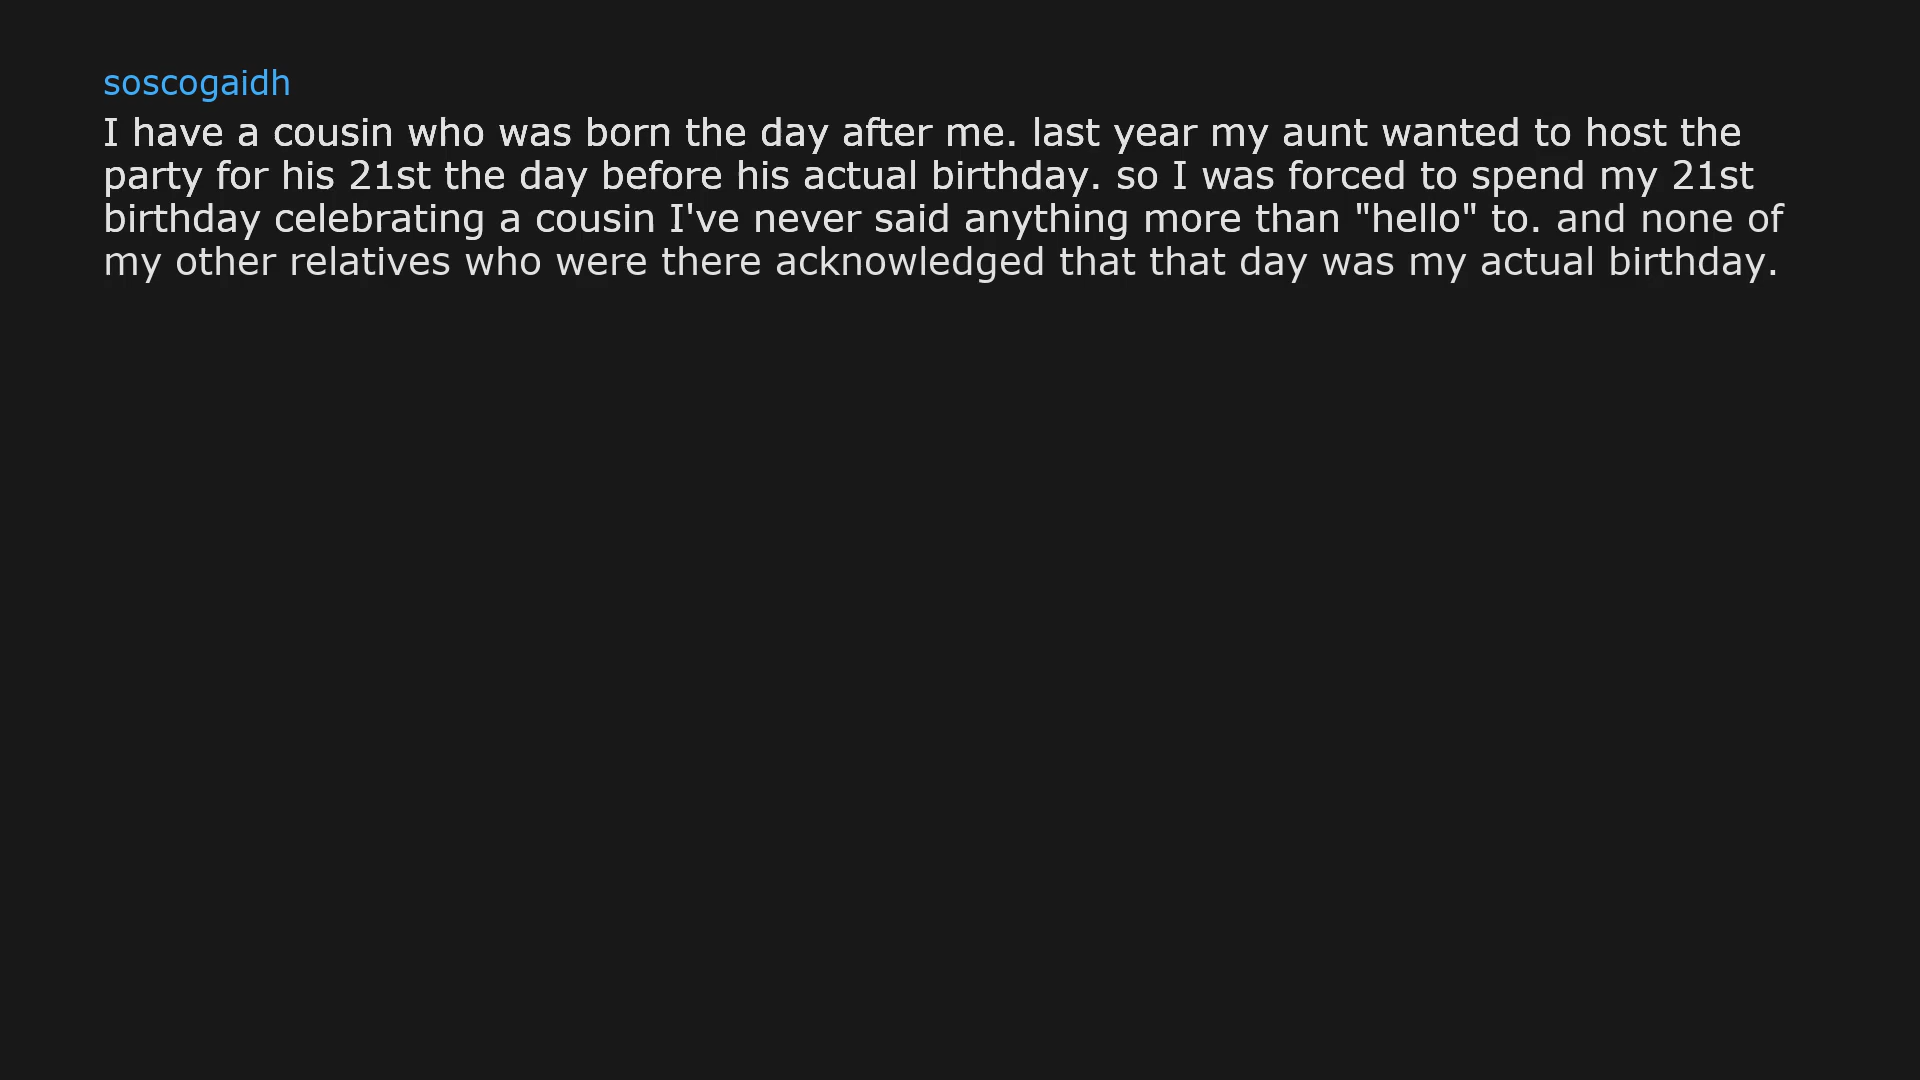 soscogaidh
I have a cousin who was born the day after me. last year my aunt wanted to host the
party for his 21st the day before his actual birthday. so I was forced to spend my 21st
birthday celebrating a cousin I've never said anything more than "hello" to. and none of
my other relatives who were there acknowledged that that day was my actual birthday.